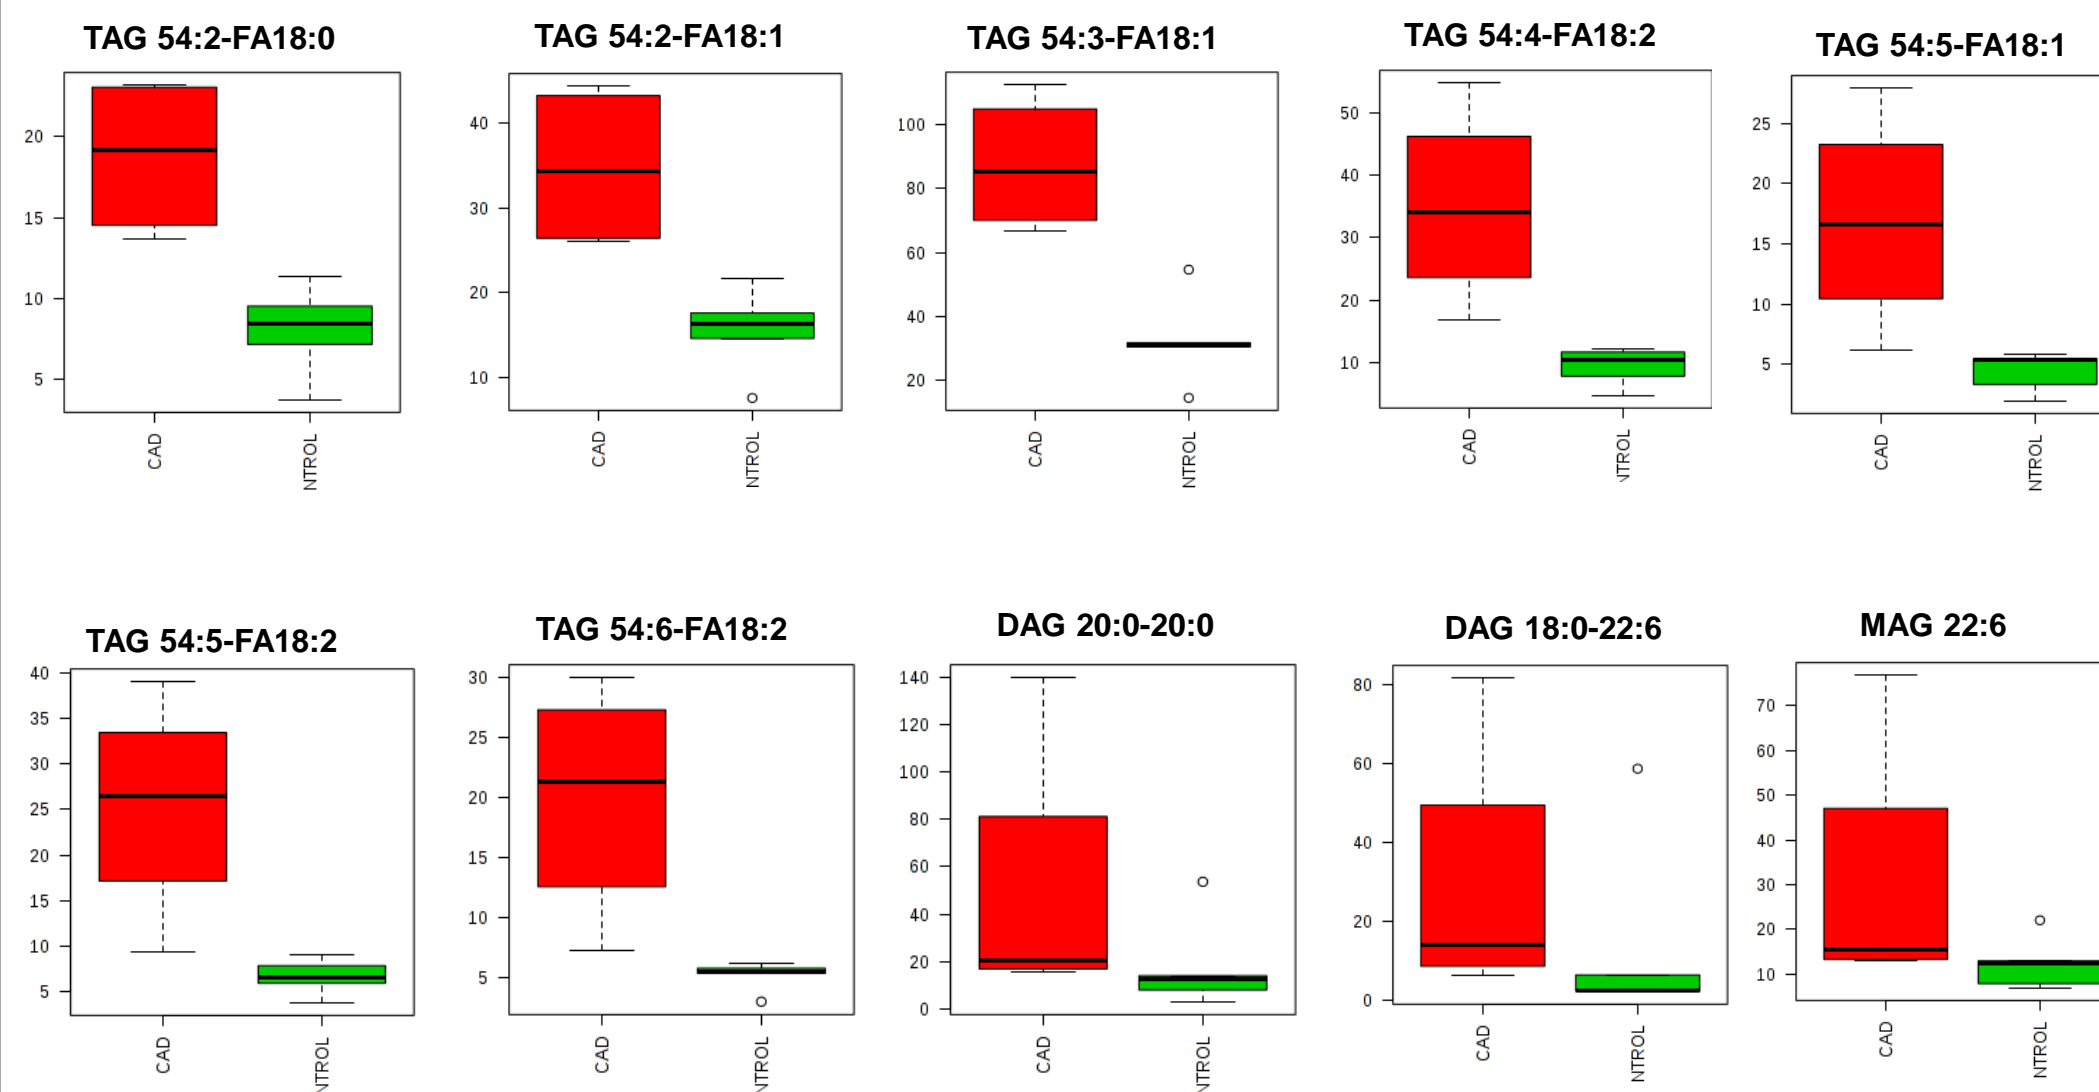 TAG 54:2-FA18:0
20
15
10
5
CAD
NTROL
TAG 54:2-FA18:1
40
30
20
10
CAD
NTROL
TAG 54:3-FA18:1
100
80
60
40
20
CAD
NTROL
TAG 54:4-FA18:2
50
40
30
20
10
CAD
NTROL
TAG 54:5-FA18:1
25
20
15
10
5
CAD
NTROL
TAG 54:5-FA18:2
40
35
30
25
20
15
10
5
CAD
NTROL
TAG 54:6-FA18:2
30
25
20
15
10
5
CAD
NTROL
DAG 20:0-20:0
140
120
100
80
60
40
20
0
CAD
NTROL
DAG 18:0-22:6
80
60
40
20
0
CAD
NTROL
MAG 22:6
70
60
50
40
30
20
10
CAD
NTROL